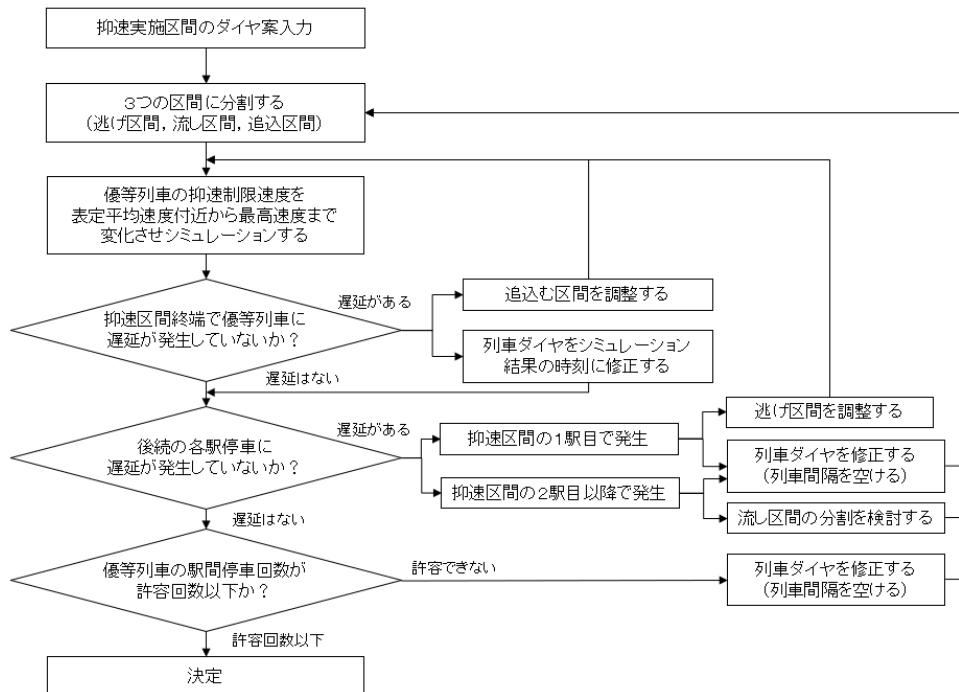 抑速実施区間のダイヤ案入力
3つの区間に分割する
(逃げ区間, 流し区間, 追込区間)
優等列車の抑速制限速度を
表定平均速度付近から最高速度まで
変化させシミュレーションする
抑速区間終端で優等列車に
遅延が発生していないか？
遅延がある
追込む区間を調整する
列車ダイヤをシミュレーション
結果の時刻に修正する
遅延はない
後続の各駅停車に
遅延が発生していないか？
遅延がある
抑速区間の1駅目で発生
抑速区間の2駅目以降で発生
逃げ区間を調整する
列車ダイヤを修正する
(列車間隔を空ける)
流し区間の分割を検討する
遅延はない
優等列車の駅間停車回数が
許容回数以下か？
許容できない
列車ダイヤを修正する
(列車間隔を空ける)
許容回数以下
決定